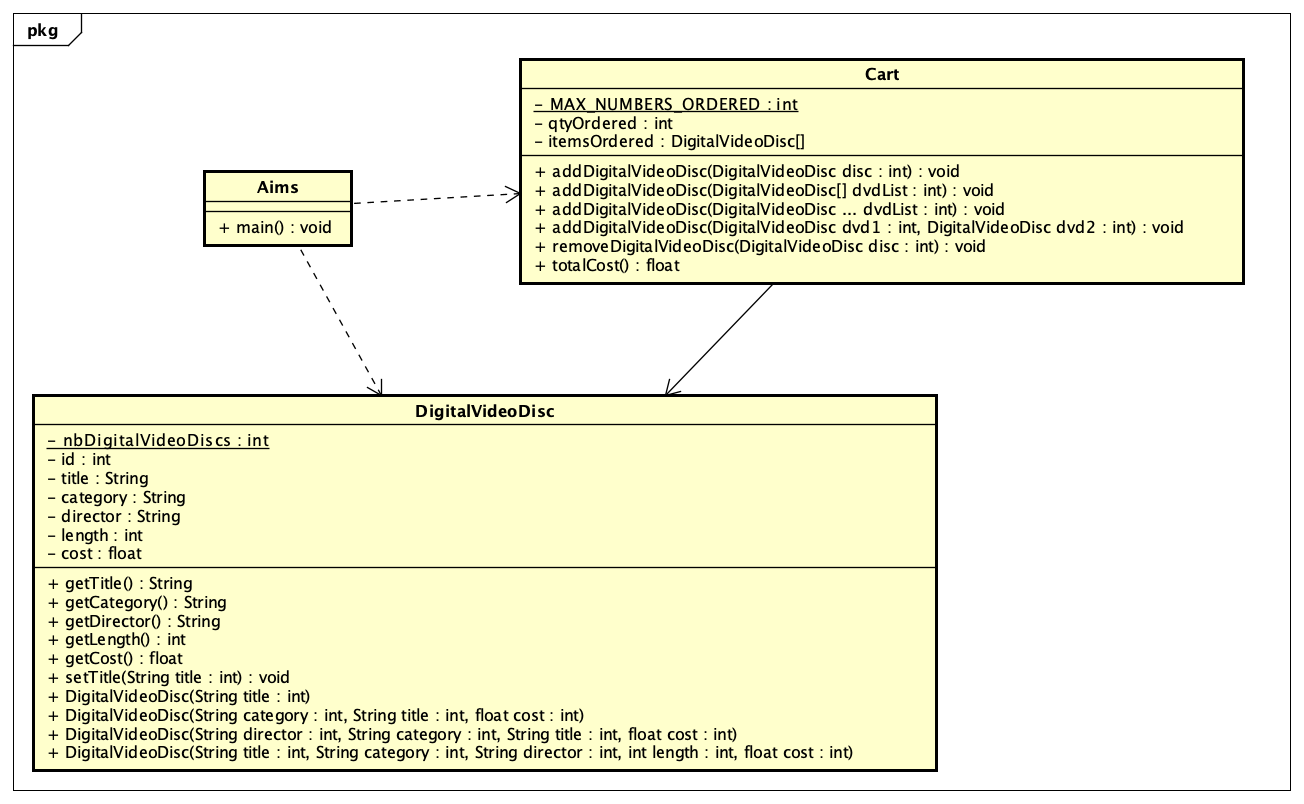 pkg
Cart
- MAX_NUMBERS_ORDERED : int
- qtyOrdered : int
- itemsOrdered : DigitalVideoDisc[]
+ addDigitalVideoDisc(DigitalVideoDisc disc : int) : void
+ addDigitalVideoDisc(DigitalVideoDisc[] dvdList : int) : void
+ addDigitalVideoDisc(DigitalVideoDisc ... dvdList : int) : void
+ addDigitalVideoDisc(DigitalVideoDisc dvd1 : int, DigitalVideoDisc dvd2 : int) : void
+ removeDigitalVideoDisc(DigitalVideoDisc disc : int) : void
+ totalCost() : float
Aims
+ main() : void
DigitalVideoDisc
- nbDigitalVideoDiscs : int
- id : int
- title : String
- category : String
- director : String
- length : int
- cost : float
+ getTitle() : String
+ getCategory() : String
+ getDirector() : String
+ getLength() : int
+ getCost() : float
+ setTitle(String title : int) : void
+ DigitalVideoDisc(String title : int)
+ DigitalVideoDisc(String category : int, String title : int, float cost : int)
+ DigitalVideoDisc(String director : int, String category : int, String title : int, float cost : int)
+ DigitalVideoDisc(String title : int, String category : int, String director : int, int length : int, float cost : int)